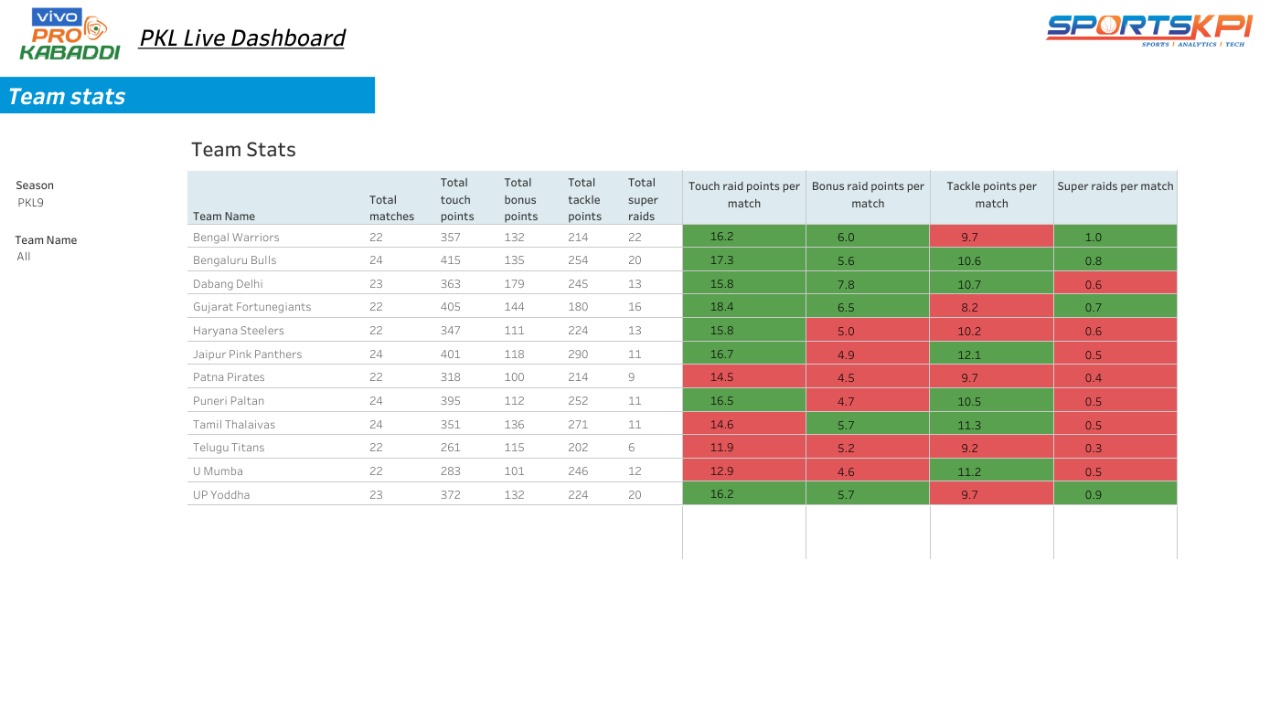 vivo
PRO
KABADDI
PKL Live Dashboard
SPORTSKPI
SPORTS | ANALYTICS | TECH
Team stats
Team Stats
Season
PKL9
Team Name
All
Team Name Total matches Total touch points Total bonus points Total tackle points Total super raids Touch raid points per match Bonus raid points per match Tackle points per match Super raids per match
Bengal Warriors 22 357 132 214 22 16.2 6.0 9.7 1.0
Bengaluru Bulls 24 415 135 254 20 17.3 5.6 10.6 0.8
Dabang Delhi 23 363 179 245 13 15.8 7.8 10.7 0.6
Gujarat Fortunegiants 22 405 144 180 16 18.4 6.5 8.2 0.7
Haryana Steelers 22 347 111 224 13 15.8 5.0 10.2 0.6
Jaipur Pink Panthers 24 401 118 290 11 16.7 4.9 12.1 0.5
Patna Pirates 22 318 100 214 9 14.5 4.5 9.7 0.4
Puneri Paltan 24 395 112 252 11 16.5 4.7 10.5 0.5
Tamil Thalaivas 24 351 136 271 11 14.6 5.7 11.3 0.5
Telugu Titans 22 261 115 202 6 11.9 5.2 9.2 0.3
U Mumba 22 283 101 246 12 12.9 4.6 11.2 0.5
UP Yoddha 23 372 132 224 20 16.2 5.7 9.7 0.9